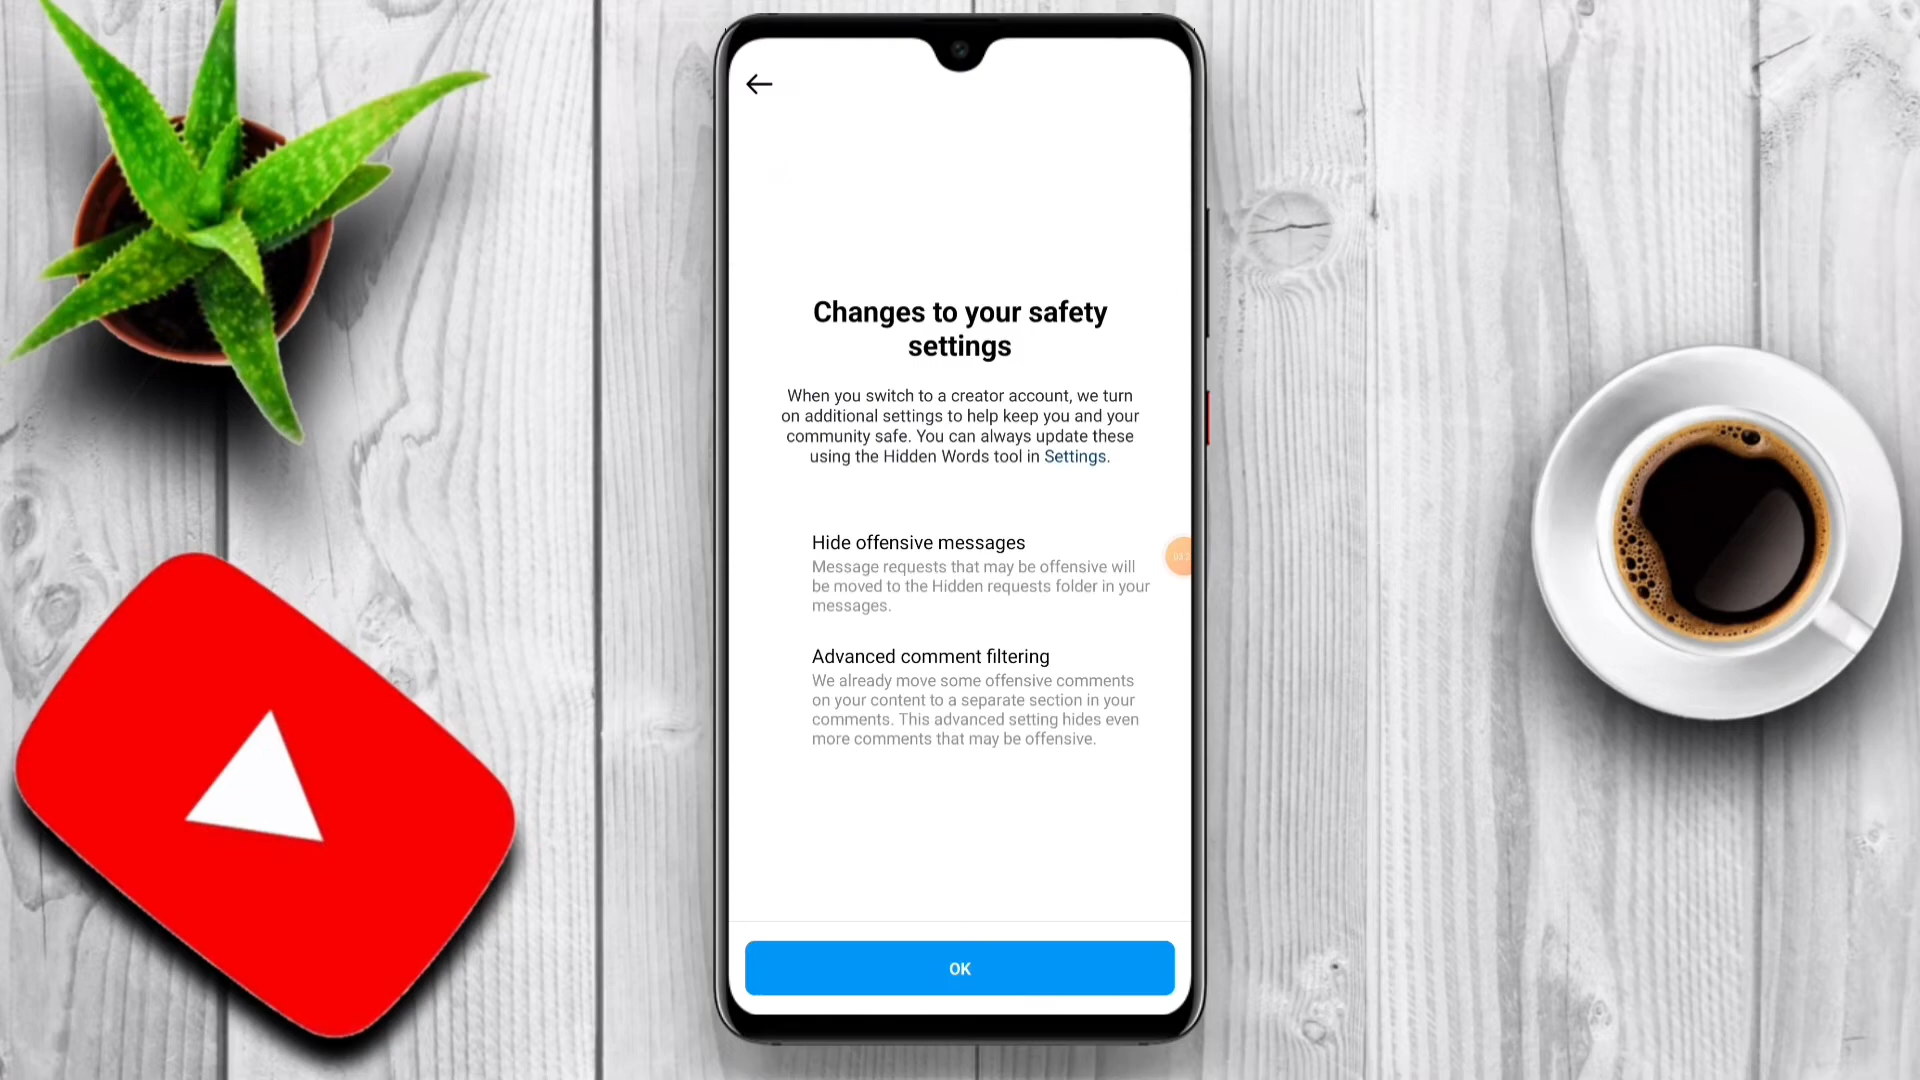 Changes to your safety
settings
When you switch to a creator account, we turn
on additional settings to help keep you and your
community safe. You can always update these
using the Hidden Words tool in Settings.
Hide offensive messages
Message requests that may be offensive will
be moved to the Hidden requests folder in your
messages.
Advanced comment filtering
We already move some offensive comments
on your content to a separate section in your
comments. This advanced setting hides even
more comments that may be offensive.
OK